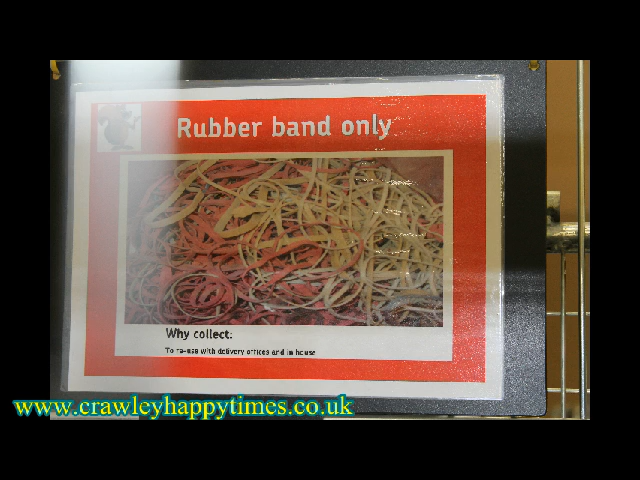 Rubber band only
Why collect:
To re-use with delivery offices and in house
www.crawleyhappytimes.co.uk